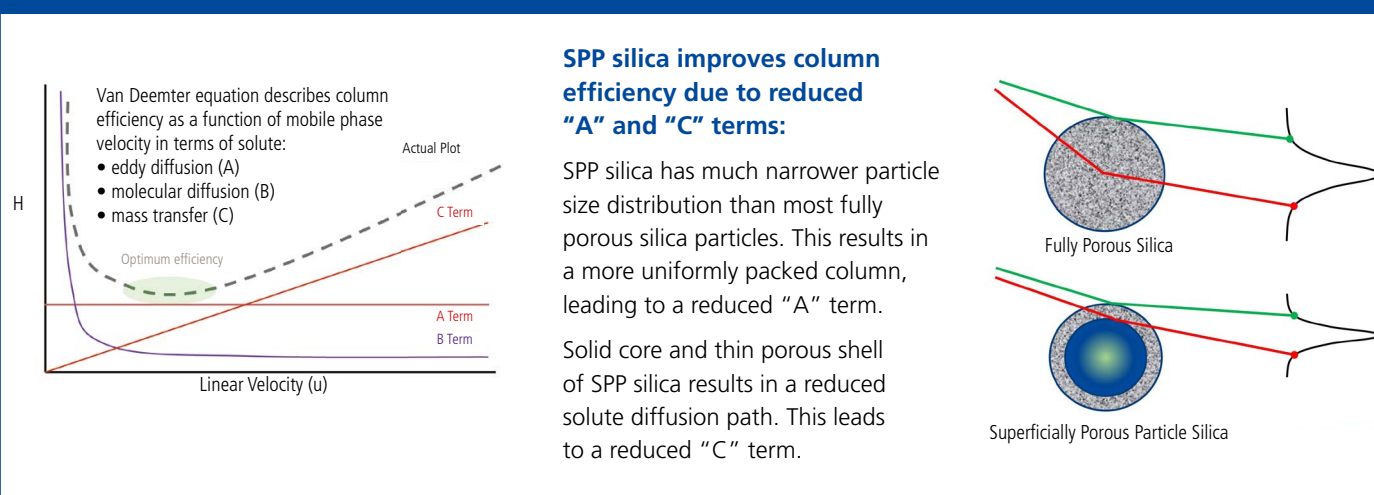 Van Deemter equation describes column
efficiency as a function of mobile phase
velocity in terms of solute:
• eddy diffusion (A)
• molecular diffusion (B)
• mass transfer (C)
Actual Plot
H
C Term
Optimum efficiency
A Term
B Term
Linear Velocity (u)
SPP silica improves column
efficiency due to reduced
“A” and “C” terms:
SPP silica has much narrower particle
size distribution than most fully
porous silica particles. This results in
a more uniformly packed column,
leading to a reduced “A” term.
Solid core and thin porous shell
of SPP silica results in a reduced
solute diffusion path. This leads
to a reduced “C” term.
Fully Porous Silica
Superficially Porous Particle Silica